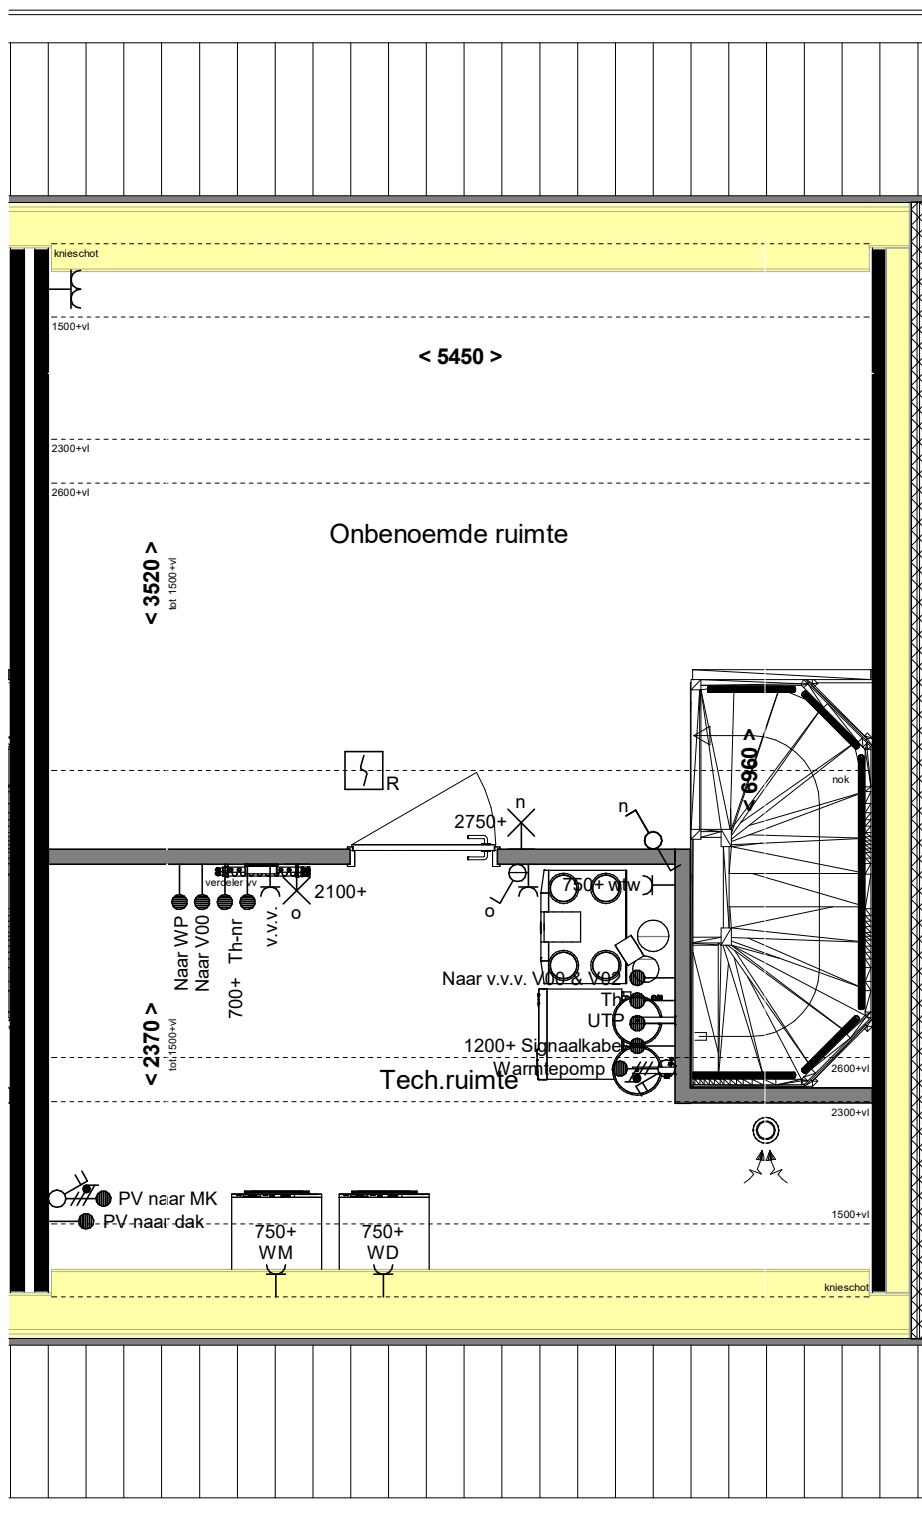 knieschot
1500+vl
< 5450 >
2300+vl
2600+vl
Onbenoemde ruimte
< 3520 >
tot 1500+vl
< 6960 >
nok
R
n
2750+
n
verdeler vv
2100+
o
o
750+ wtw
Naar WP
Naar V00
700+ Th-nr
v.v.v.
Naar v.v.v. V00 & V02
Th
UTP
1200+ Signaalkabel
Warmtepomp
< 2370 >
tot 1500+vl
Tech.ruimte
2600+vl
2300+vl
PV naar MK
PV naar dak
1500+vl
750+
WM
750+
WD
knieschot